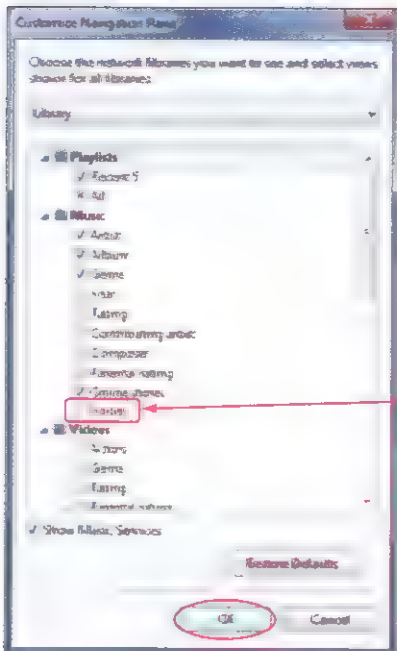 Customize Navigation Pane
Choose the network libraries you want to see and select views
shown for all libraries:
Library
Playlists
Recent 5
All
Music
Artist
Album
Genre
Year
Rating
Contributing artist
Composer
Parental rating
Online stores
Folder
Videos
Actors
Genre
Rating
Parental rating
Show Music Services
Restore Defaults
OK
Cancel